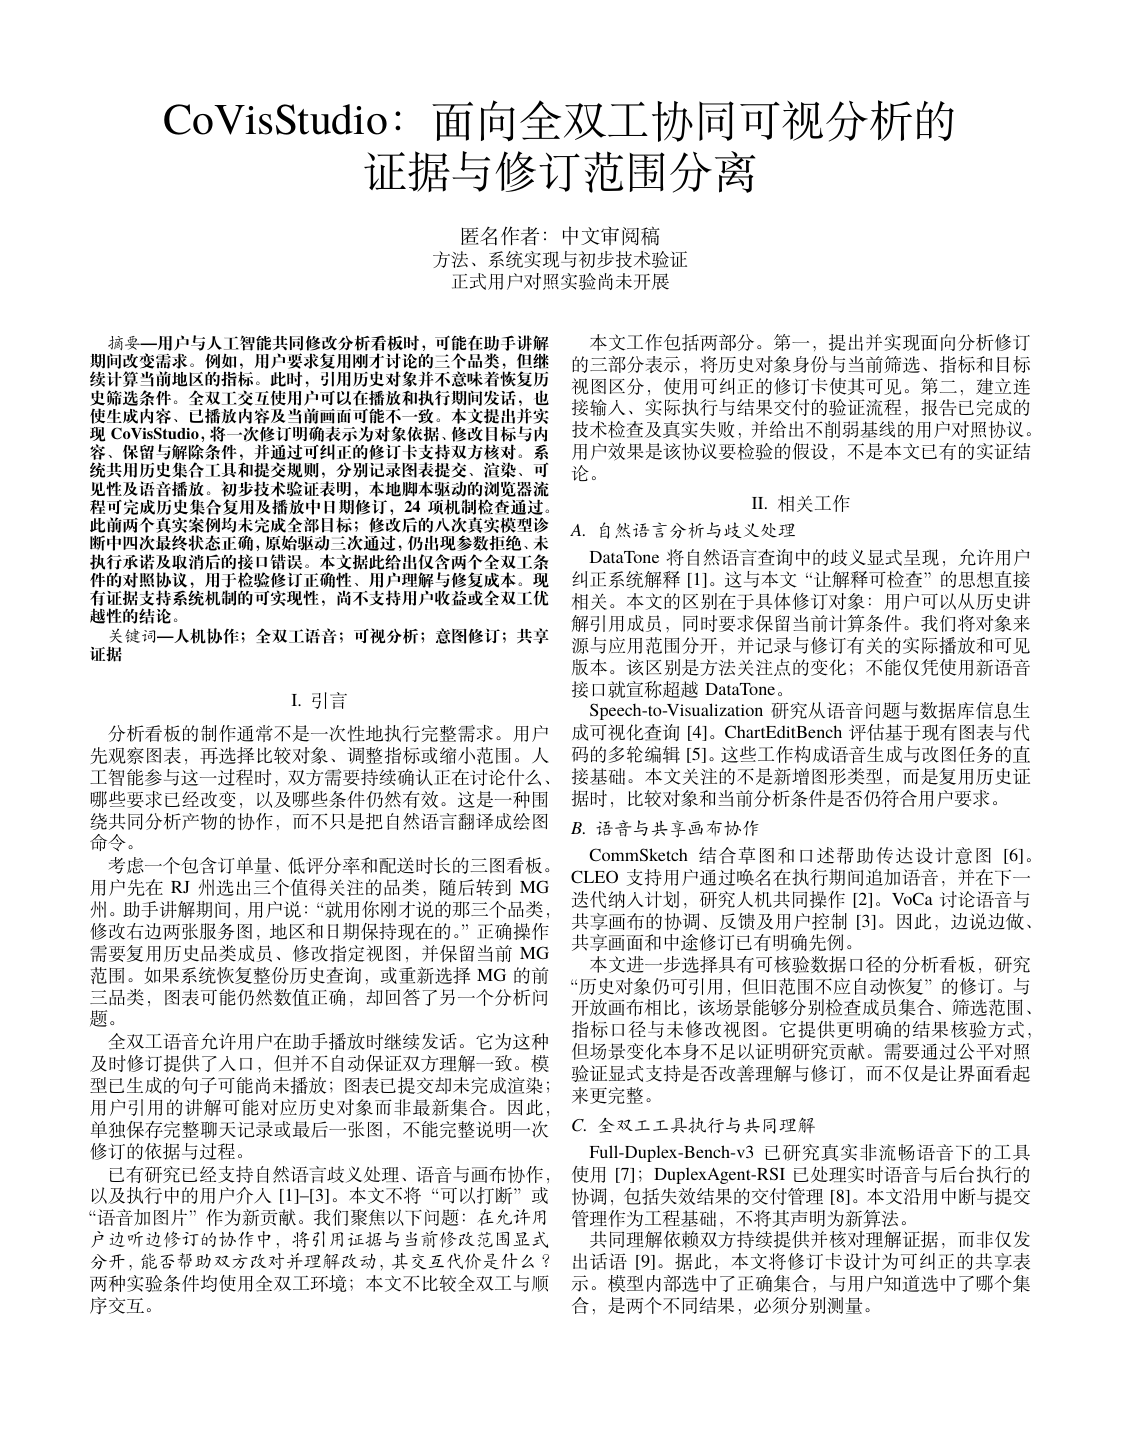 CoVisStudio：面向全双工协同可视分析的
证据与修订范围分离
匿名作者：中文审阅稿
方法、系统实现与初步技术验证
正式用户对照实验尚未开展
摘要—用户与人工智能共同修改分析看板时，可能在助手讲解
期间改变需求。例如，用户要求复用刚才讨论的三个品类，但继
续计算当前地区的指标。此时，引用历史对象并不意味着恢复历
史筛选条件。全双工交互使用户可以在播放和执行期间发话，也
使生成内容、已播放内容及当前画面可能不一致。本文提出并实
现 CoVisStudio，将一次修订明确表示为对象依据、修改目标与内
容、保留与解除条件，并通过可纠正的修订卡支持双方核对。系
统共用历史集合工具和提交规则，分别记录图表提交、渲染、可
见性及语音播放。初步技术验证表明，本地脚本驱动的浏览器流
程可完成历史集合复用及播放中日期修订，24 项机制检查通过。
此前两个真实案例均未完成全部目标；修改后的八次真实模型诊
断中四次最终状态正确，原始驱动三次通过，仍出现参数拒绝、未
执行承诺及取消后的接口错误。本文据此给出仅含两个全双工条
件的对照协议，用于检验修订正确性、用户理解与修复成本。现
有证据支持系统机制的可实现性，尚不支持用户收益或全双工优
越性的结论。
关键词—人机协作；全双工语音；可视分析；意图修订；共享
证据
I. 引言
分析看板的制作通常不是一次性地执行完整需求。用户
先观察图表，再选择比较对象、调整指标或缩小范围。人
工智能参与这一过程时，双方需要持续确认正在讨论什么、
哪些要求已经改变，以及哪些条件仍然有效。这是一种围
绕共同分析产物的协作，而不只是把自然语言翻译成绘图
命令。
考虑一个包含订单量、低评分率和配送时长的三图看板。
用户先在 RJ 州选出三个值得关注的品类，随后转到 MG
州。助手讲解期间，用户说：“就用你刚才说的那三个品类，
修改右边两张服务图，地区和日期保持现在的。” 正确操作
需要复用历史品类成员、修改指定视图，并保留当前 MG
范围。如果系统恢复整份历史查询，或重新选择 MG 的前
三品类，图表可能仍然数值正确，却回答了另一个分析问
题。
全双工语音允许用户在助手播放时继续发话。它为这种
及时修订提供了入口，但并不自动保证双方理解一致。模
型已生成的句子可能尚未播放；图表已提交却未完成渲染；
用户引用的讲解可能对应历史对象而非最新集合。因此，
单独保存完整聊天记录或最后一张图，不能完整说明一次
修订的依据与过程。
已有研究已经支持自然语言歧义处理、语音与画布协作，
以及执行中的用户介入 [1]–[3]。本文不将“可以打断”或
“语音加图片”作为新贡献。我们聚焦以下问题：在允许用
户边听边修订的协作中，将引用证据与当前修改范围显式
分开，能否帮助双方改对并理解改动，其交互代价是什么？
两种实验条件均使用全双工环境；本文不比较全双工与顺
序交互。
本文工作包括两部分。第一，提出并实现面向分析修订
的三部分表示，将历史对象身份与当前筛选、指标和目标
视图区分，使用可纠正的修订卡使其可见。第二，建立连
接输入、实际执行与结果交付的验证流程，报告已完成的
技术检查及真实失败，并给出不削弱基线的用户对照协议。
用户效果是该协议要检验的假设，不是本文已有的实证结
论。
II. 相关工作
A. 自然语言分析与歧义处理
DataTone 将自然语言查询中的歧义显式呈现，允许用户
纠正系统解释 [1]。这与本文“让解释可检查”的思想直接
相关。本文的区别在于具体修订对象：用户可以从历史讲
解引用成员，同时要求保留当前计算条件。我们将对象来
源与应用范围分开，并记录与修订有关的实际播放和可见
版本。该区别是方法关注点的变化；不能仅凭使用新语音
接口就宣称超越 DataTone。
Speech-to-Visualization 研究从语音问题与数据库信息生
成可视化查询 [4]。ChartEditBench 评估基于现有图表与代
码的多轮编辑 [5]。这些工作构成语音生成与改图任务的直
接基础。本文关注的不是新增图形类型，而是复用历史证
据时，比较对象和当前分析条件是否仍符合用户要求。
B. 语音与共享画布协作
CommSketch 结合草图和口述帮助传达设计意图 [6]。
CLEO 支持用户通过唤名在执行期间追加语音，并在下一
迭代纳入计划，研究人机共同操作 [2]。VoCa 讨论语音与
共享画布的协调、反馈及用户控制 [3]。因此，边说边做、
共享画面和中途修订已有明确先例。
本文进一步选择具有可核验数据口径的分析看板，研究
“历史对象仍可引用，但旧范围不应自动恢复”的修订。与
开放画布相比，该场景能够分别检查成员集合、筛选范围、
指标口径与未修改视图。它提供更明确的结果核验方式，
但场景变化本身不足以证明研究贡献。需要通过公平对照
验证显式支持是否改善理解与修订，而不仅是让界面看起
来更完整。
C. 全双工工具执行与共同理解
Full-Duplex-Bench-v3 已研究真实非流畅语音下的工具
使用 [7]；DuplexAgent-RSI 已处理实时语音与后台执行的
协调，包括失效结果的交付管理 [8]。本文沿用中断与提交
管理作为工程基础，不将其声明为新算法。
共同理解依赖双方持续提供并核对理解证据，而非仅发
出话语 [9]。据此，本文将修订卡设计为可纠正的共享表
示。模型内部选中了正确集合，与用户知道选中了哪个集
合，是两个不同结果，必须分别测量。